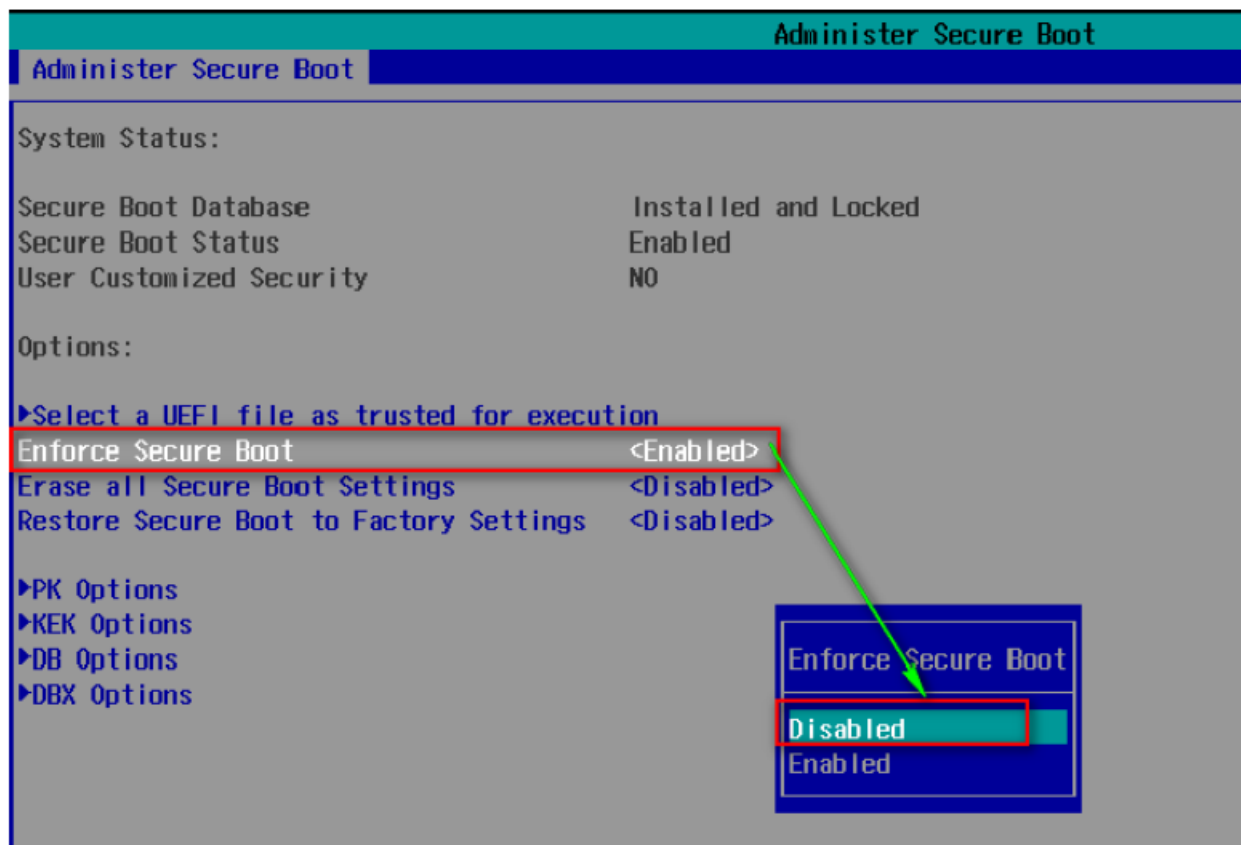 Administer Secure Boot
Administer Secure Boot
System Status:
Secure Boot Database Installed and Locked
Secure Boot Status Enabled
User Customized Security NO
Options:
▶Select a UEFI file as trusted for execution
Enforce Secure Boot <Enabled>
Erase all Secure Boot Settings <Disabled>
Restore Secure Boot to Factory Settings <Disabled>
▶PK Options
▶KEK Options
▶DB Options
▶DBX Options
Enforce Secure Boot
Disabled
Enabled